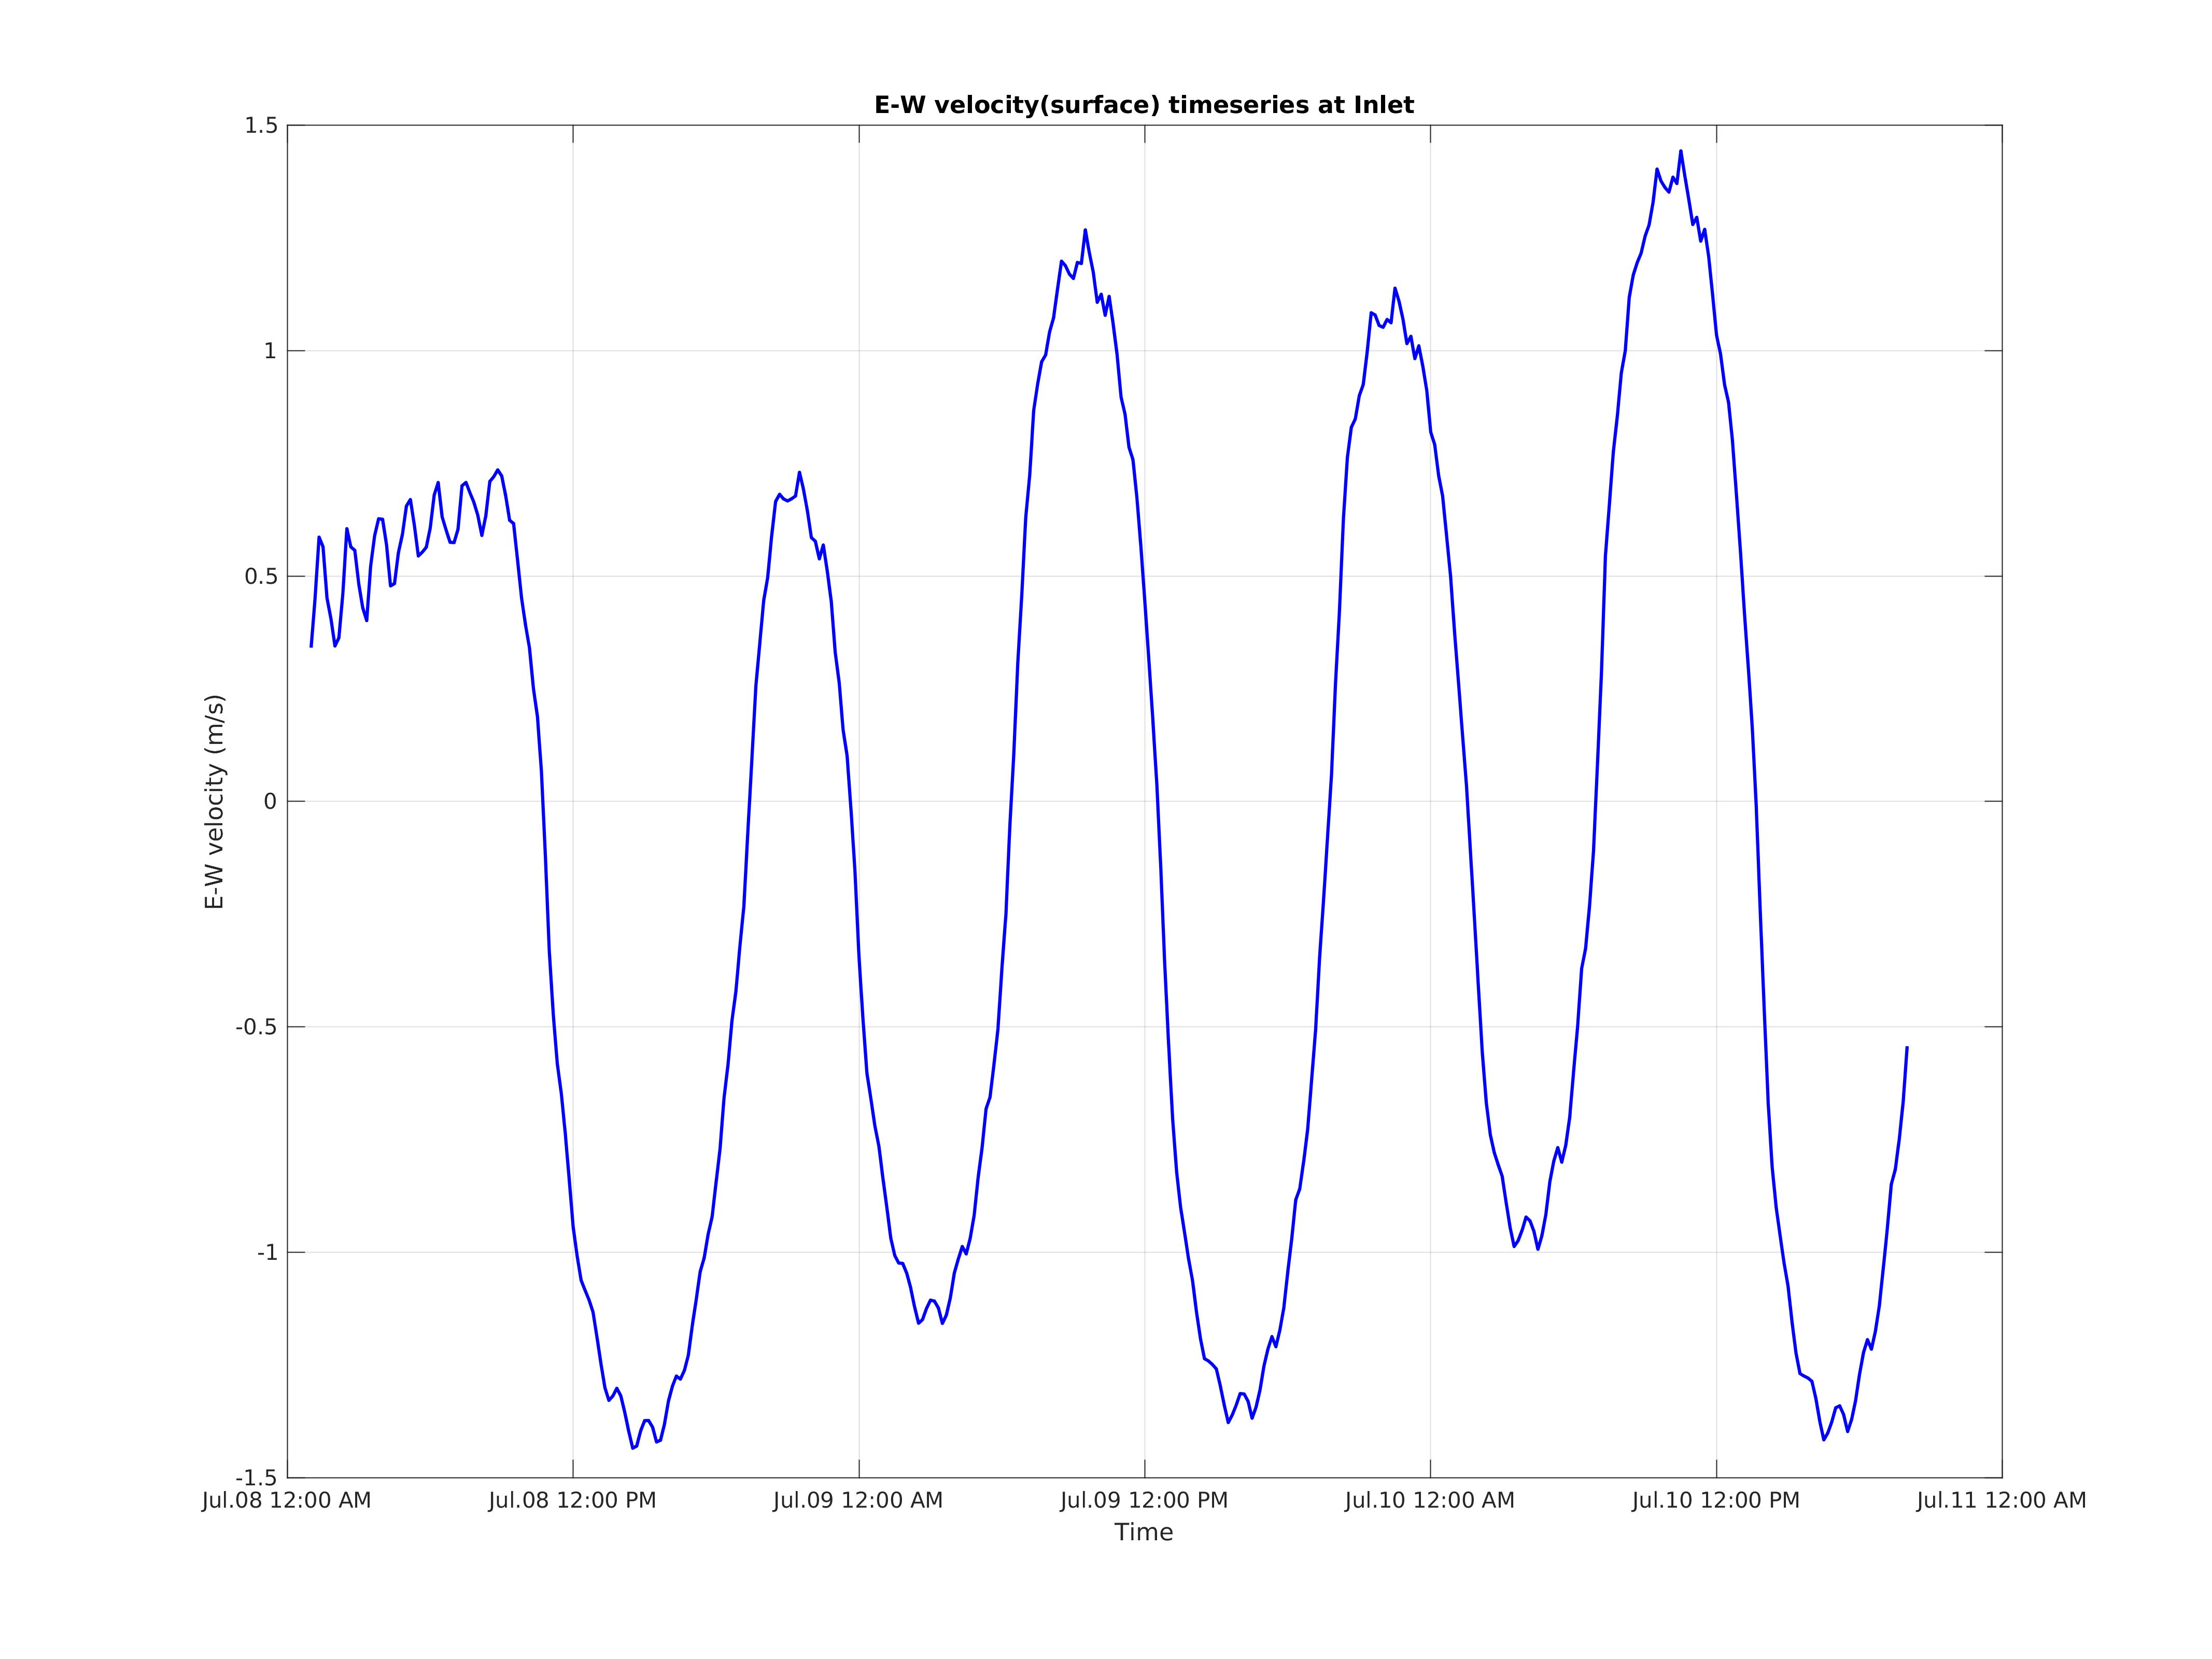 E-W velocity(surface) timeseries at Inlet
1.5
1
0.5
0
-0.5
-1
-1.5
E-W velocity (m/s)
Jul.08 12:00 AM Jul.08 12:00 PM Jul.09 12:00 AM Jul.09 12:00 PM Jul.10 12:00 AM Jul.10 12:00 PM Jul.11 12:00 AM
Time